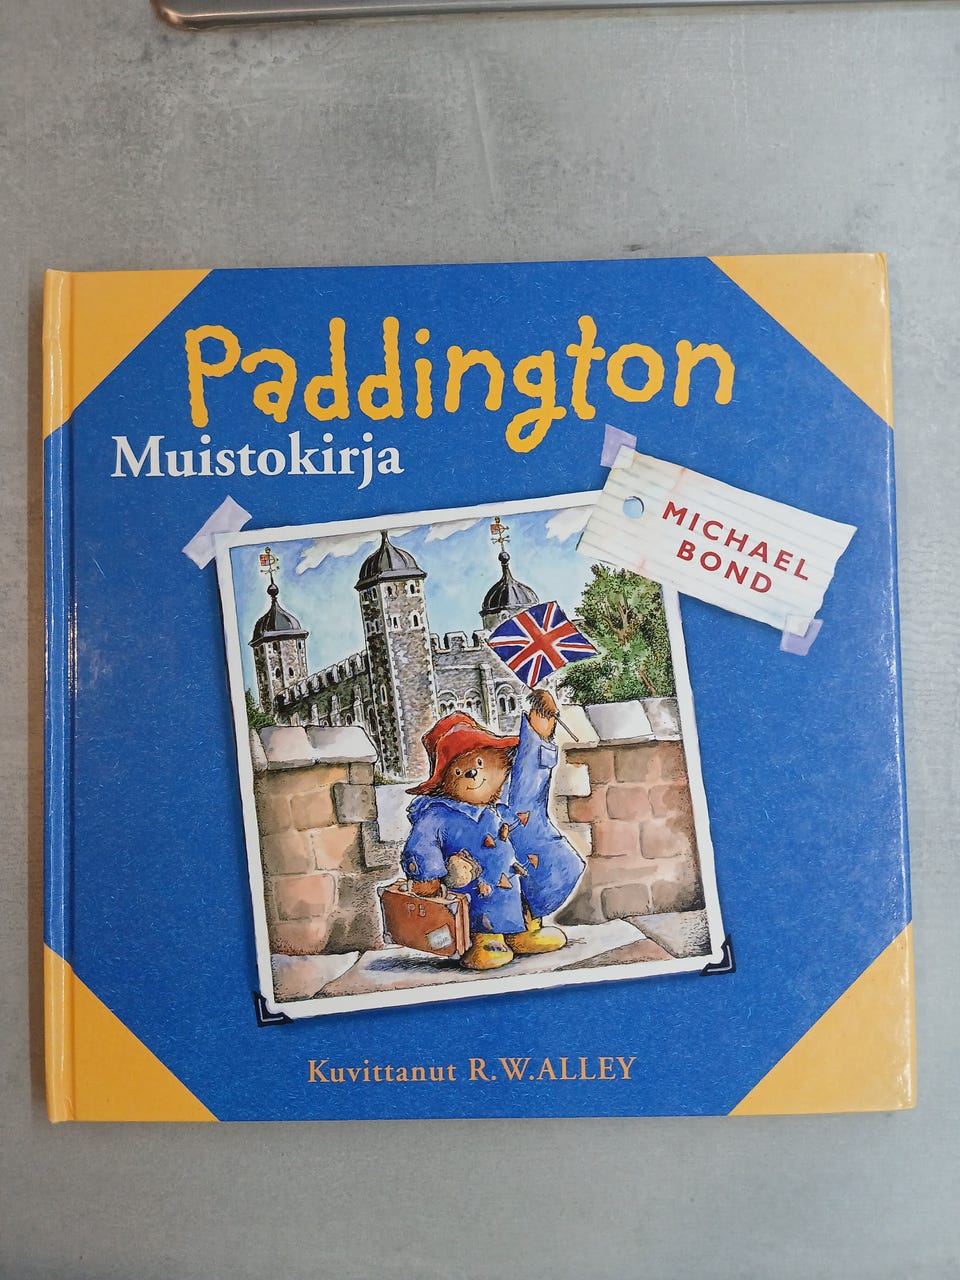 Paddington
Muistokirja
MICHAEL
BOND
PB
Kuvittanut R.W.ALLEY